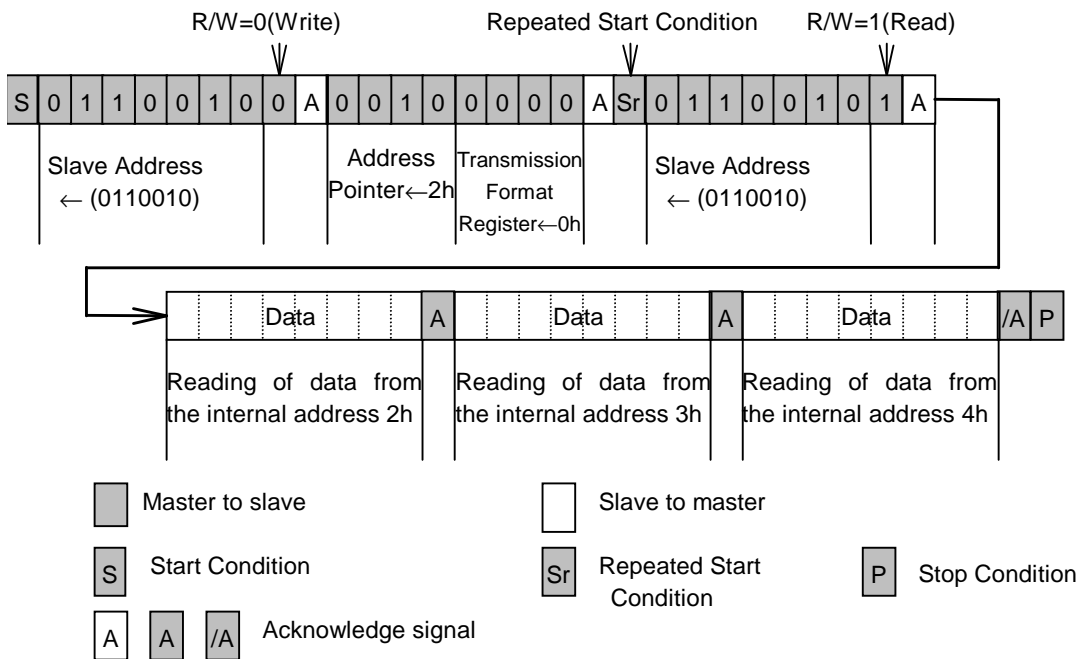 R/W=0(Write) Repeated Start Condition R/W=1(Read)
S 0 1 1 0 0 1 0 0 A 0 0 1 0 0 0 0 0 A Sr 0 1 1 0 0 1 0 1 A
Slave Address
← (0110010)
Address
Pointer←2h
Transmission
Format
Register←0h
Slave Address
← (0110010)
Data A Data A Data /A P
Reading of data from
the internal address 2h
Reading of data from
the internal address 3h
Reading of data from
the internal address 4h
Master to slave Slave to master
S Start Condition
Sr Repeated Start
Condition
P Stop Condition
A A /A Acknowledge signal